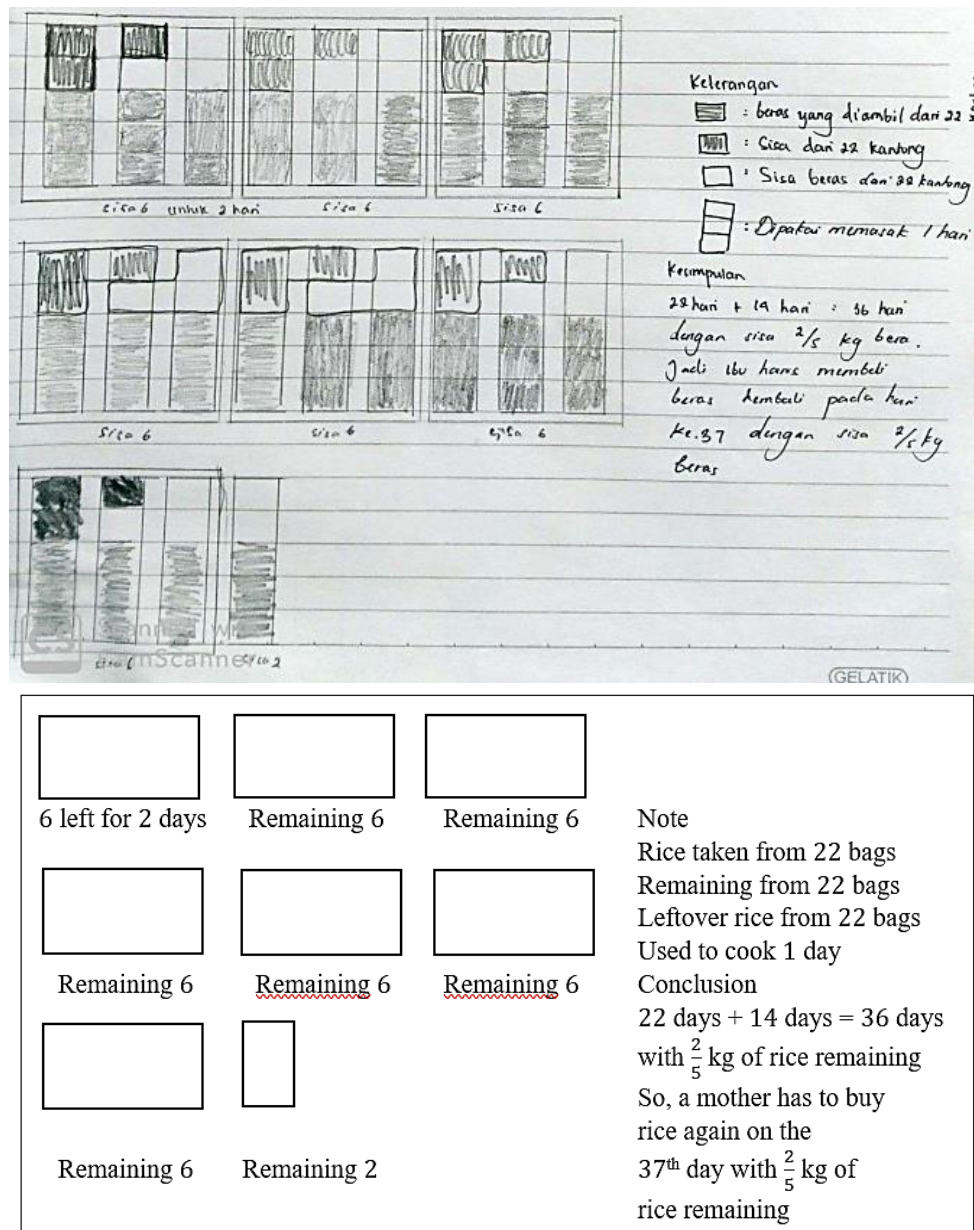 sisa 6 untuk 2 hari
sisa 6
sisa 6
Keterangan
: beras yang diambil dari 22
: Sisa dari 22 kantong
: Sisa beras dari 22 kantong
: Dipakai memasak 1 hari
sisa 6
sisa 6
sisa 6
Kesimpulan
22 hari + 14 hari : 36 hari
dengan sisa 2/5 kg bera.
Jadi ibu harus membeli
beras kembali pada hari
Ke.37 dengan sisa 2/5 kg
beras
sisa 6
sisa 2
CS
GELATIK
6 left for 2 days
Remaining 6
Remaining 6
Remaining 6
Remaining 6
Remaining 6
Remaining 6
Remaining 2
Note
Rice taken from 22 bags
Remaining from 22 bags
Leftover rice from 22 bags
Used to cook 1 day
Conclusion
22 days + 14 days = 36 days
with 2/5 kg of rice remaining
So, a mother has to buy
rice again on the
37th day with 2/5 kg of
rice remaining